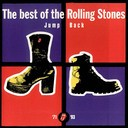 The best of the Rolling Stones
Jump Back
'71 '93